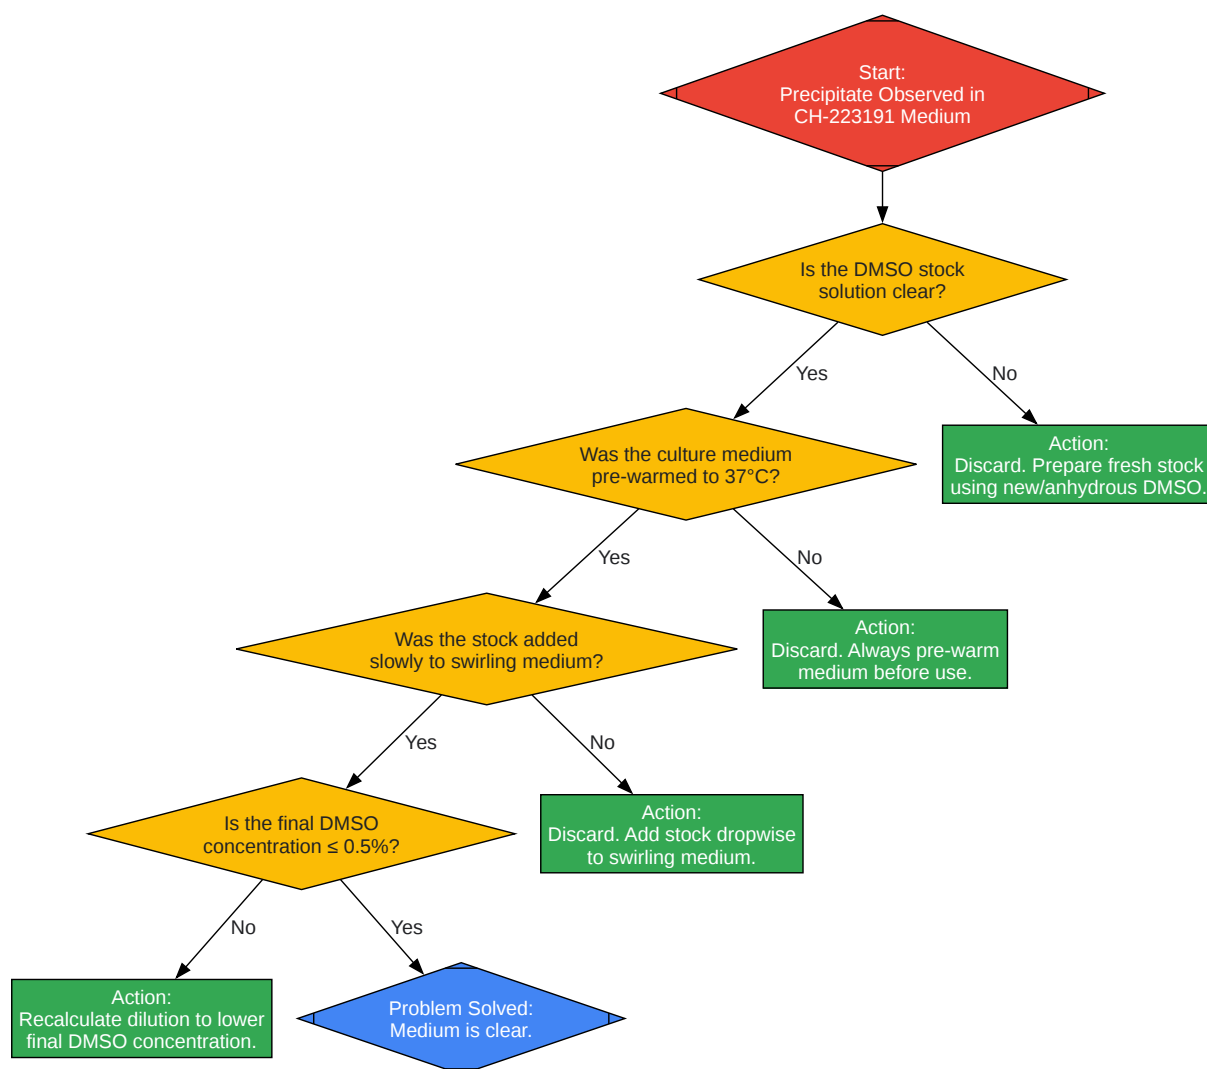 Start:
Precipitate Observed in
CH-223191 Medium
Is the DMSO stock
solution clear?
Yes
No
Was the culture medium
pre-warmed to 37°C?
Action:
Discard. Prepare fresh stock
using new/anhydrous DMSO.
Yes
No
Was the stock added
slowly to swirling medium?
Action:
Discard. Always pre-warm
medium before use.
Yes
No
Is the final DMSO
concentration ≤ 0.5%?
Action:
Discard. Add stock dropwise
to swirling medium.
No
Yes
Action:
Recalculate dilution to lower
final DMSO concentration.
Problem Solved:
Medium is clear.